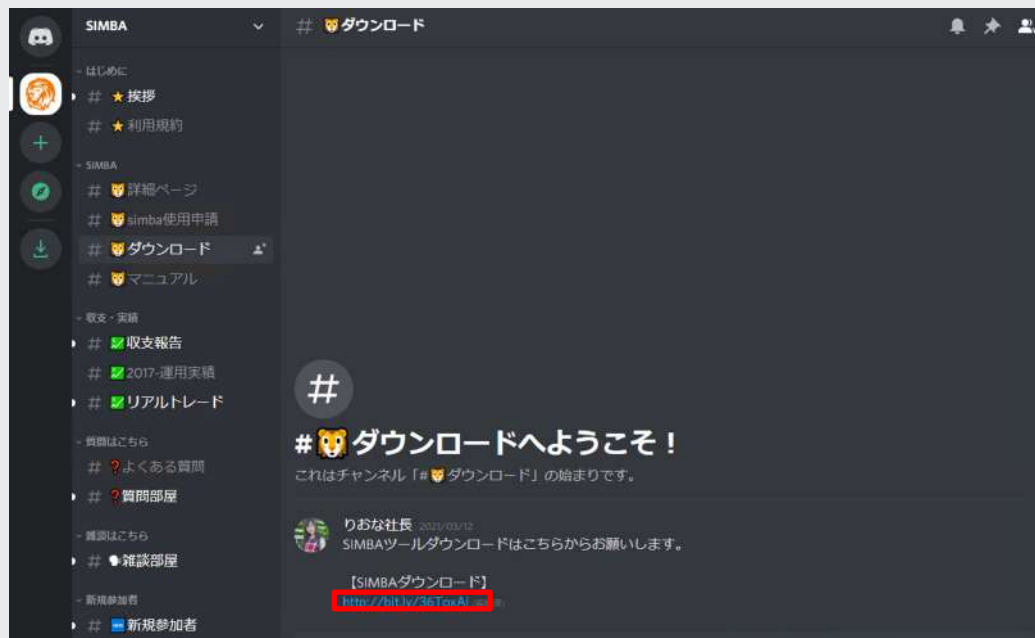 SIMBA
# 🦁ダウンロード
はじめに
# ⭐挨拶
# ⭐利用規約
SIMBA
# 🦁詳細ページ
# 🦁simba使用申請
# 🦁ダウンロード
# 🦁マニュアル
収支・実績
# 💹収支報告
# 💹2017-運用実績
# 💹リアルトレード
質問はこちら
# ❓よくある質問
# ❓質問部屋
雑談はこちら
# 🗣雑談部屋
新規参加者
# 新規参加者
#
#🦁ダウンロードへようこそ！
これはチャンネル「#🦁ダウンロード」の始まりです。
りおな社長 2021/03/12
SIMBAツールダウンロードはこちらからお願いします。
【SIMBAダウンロード】